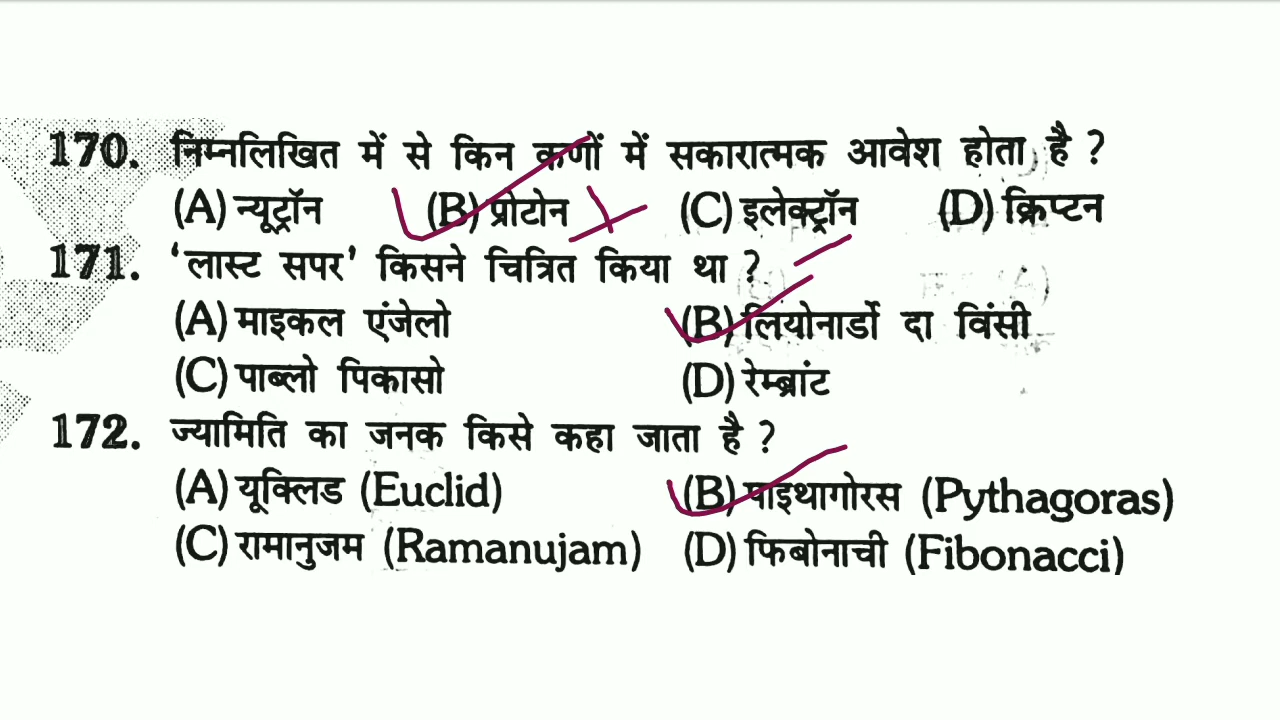 170. निम्नलिखित में से किन कणों में सकारात्मक आवेश होता है ?
(A) न्यूट्रॉन (B) प्रोटोन (C) इलेक्ट्रॉन (D) क्रिप्टन
171. 'लास्ट सपर' किसने चित्रित किया था ?
(A) माइकल एंजेलो (B) लियोनार्डो दा विंसी
(C) पाब्लो पिकासो (D) रेम्ब्रांट
172. ज्यामिति का जनक किसे कहा जाता है ?
(A) यूक्लिड (Euclid) (B) पाइथागोरस (Pythagoras)
(C) रामानुजम (Ramanujam) (D) फिबोनाची (Fibonacci)